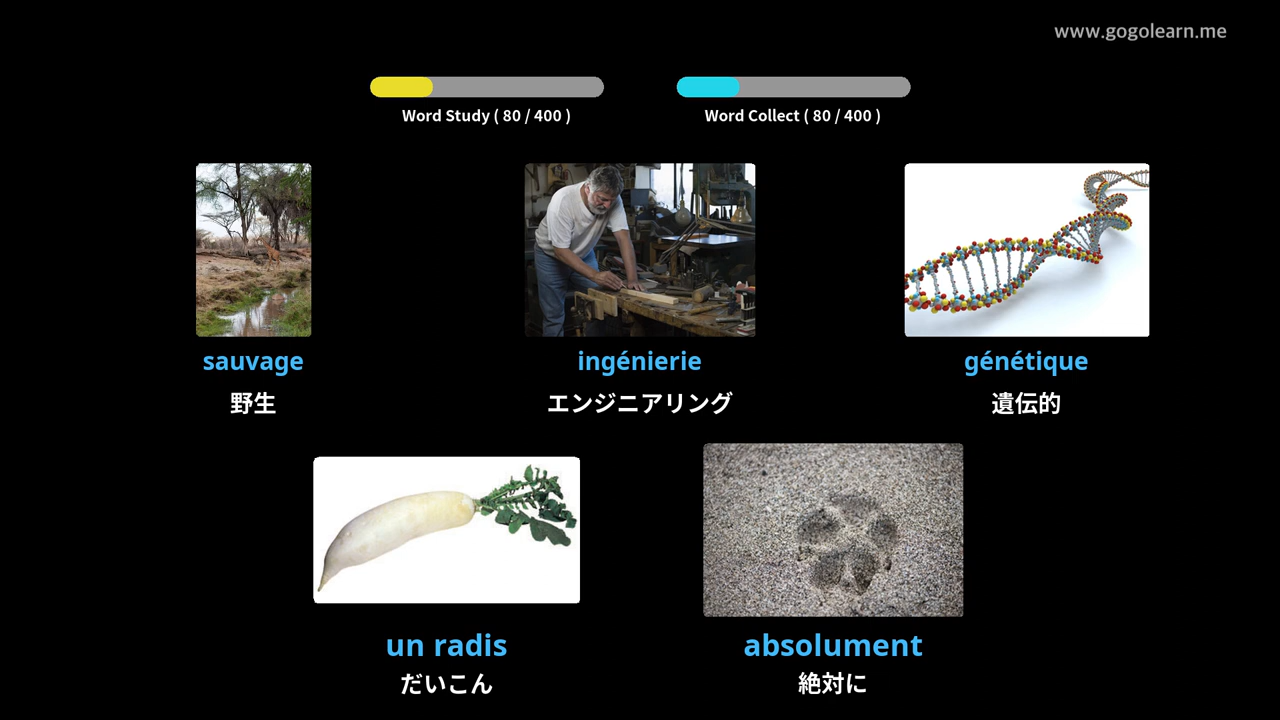 www.gogolearn.me
Word Study ( 80 / 400 )
Word Collect ( 80 / 400 )
sauvage
野生
ingénierie
エンジニアリング
génétique
遺伝的
un radis
だいこん
absolument
絶対に